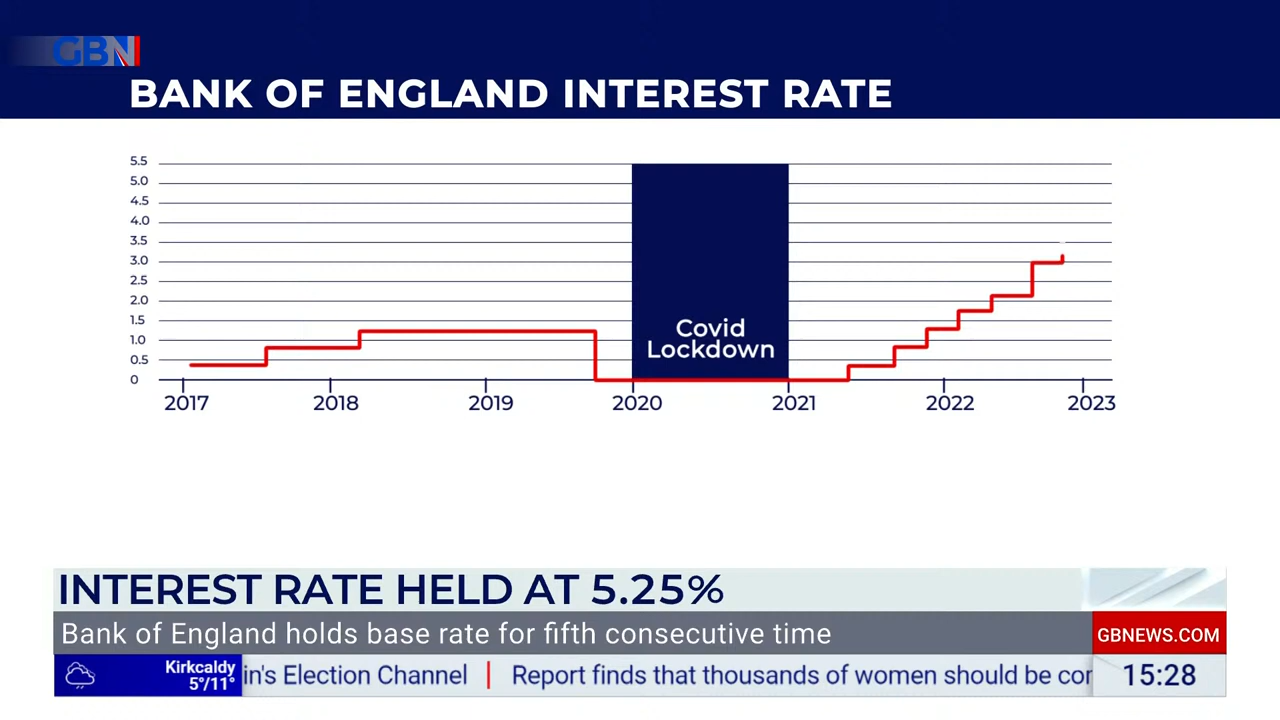 GBN
BANK OF ENGLAND INTEREST RATE
5.5
5.0
4.5
4.0
3.5
3.0
2.5
2.0
1.5
1.0
0.5
0
Covid
Lockdown
2017 2018 2019 2020 2021 2022 2023
INTEREST RATE HELD AT 5.25%
Bank of England holds base rate for fifth consecutive time
GBNEWS.COM
Kirkcaldy
5°/11°
in's Election Channel | Report finds that thousands of women should be cor
15:28